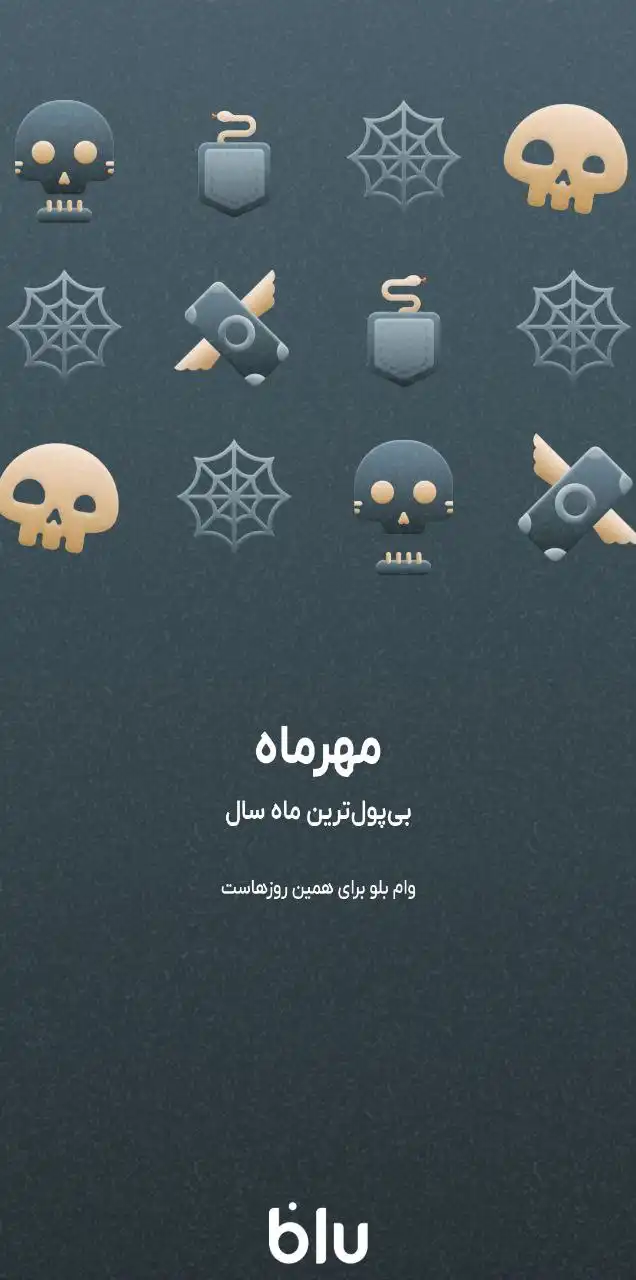 مهرماه
بی‌پول‌ترین ماه سال
وام بلو برای همین روزهاست
blu